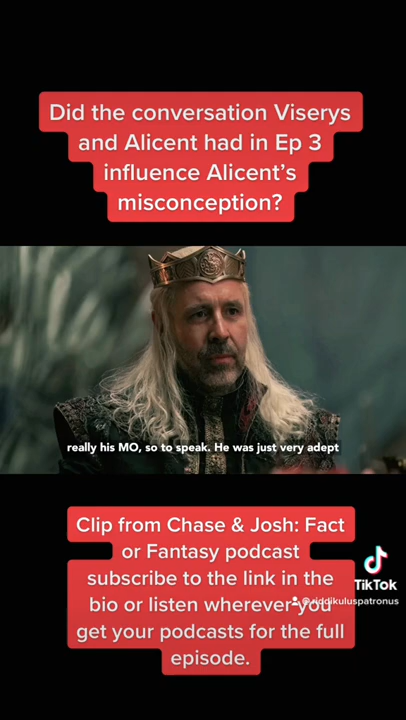 Did the conversation Viserys
and Alicent had in Ep 3
influence Alicent's
misconception?
really his MO, so to speak. He was just very adept
Clip from Chase & Josh: Fact
or Fantasy podcast
subscribe to the link in the
bio or listen wherever you
get your podcasts for the full
episode.
TikTok
@riddikuluspatronus